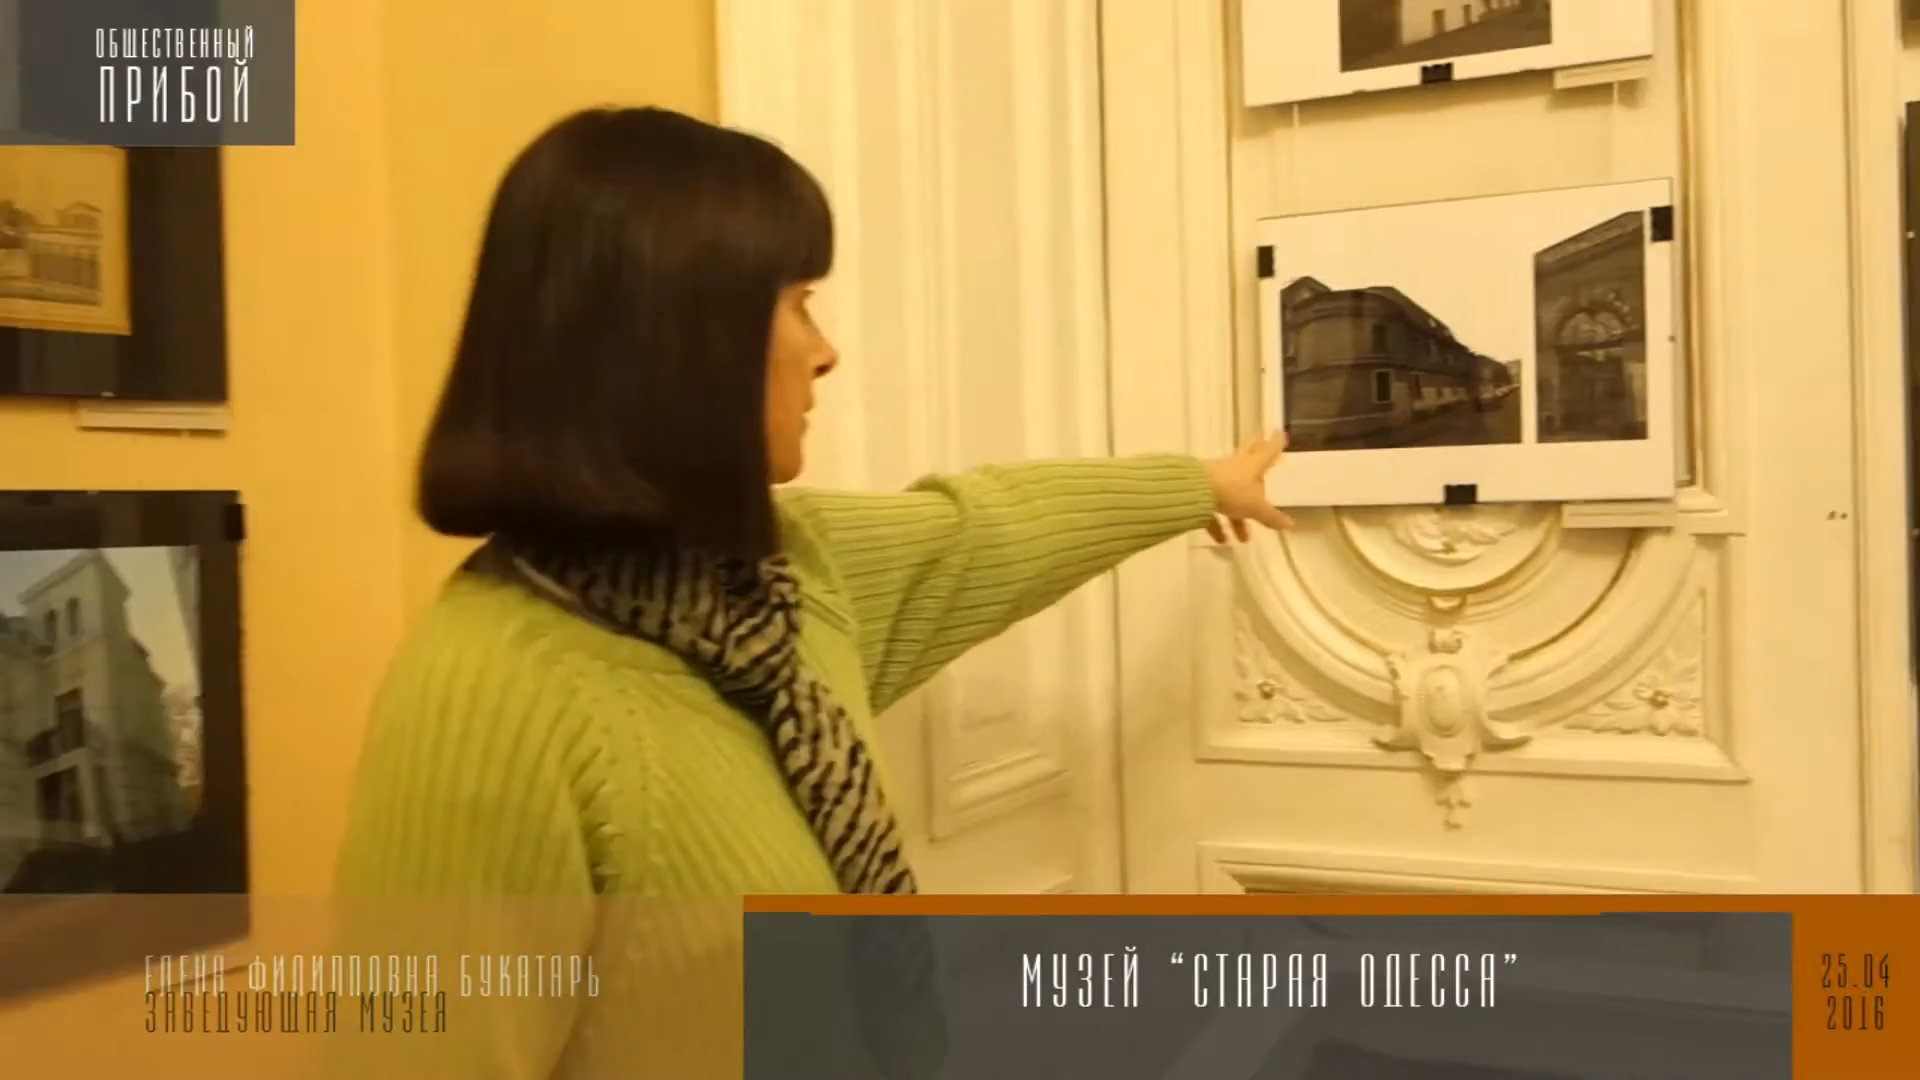 ОБЩЕСТВЕННЫЙ
ПРИБОЙ
ЕЛЕНА ФИЛИППОВНА БУКАТАРЬ
ЗАВЕДУЮЩАЯ МУЗЕЯ
МУЗЕЙ “СТАРАЯ ОДЕССА”
25.04
2016